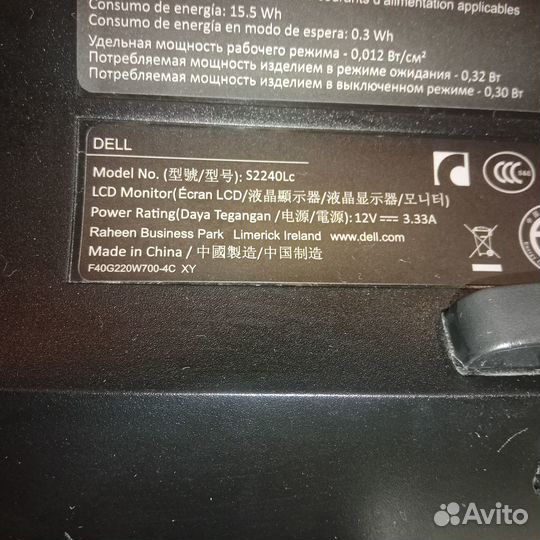 d'alimentation applicables
Consumo de energía: 15.5 Wh
Consumo de energía en modo de espera: 0.3 Wh
Удельная мощность рабочего режима - 0,012 Вт/см²
Потребляемая мощность изделием в режиме ожидания - 0,32 Вт
Потребляемая мощность изделием в выключенном режиме - 0,30 Вт
DELL
Model No. (型號/型号): S2240Lc
LCD Monitor(Écran LCD/液晶顯示器/液晶显示器/모니터)
Power Rating(Daya Tegangan /电源/電源): 12V 3.33A
Raheen Business Park Limerick Ireland www.dell.com
Made in China / 中國製造/中国制造
F40G220W700-4C XY
CCC
S&E
Avito